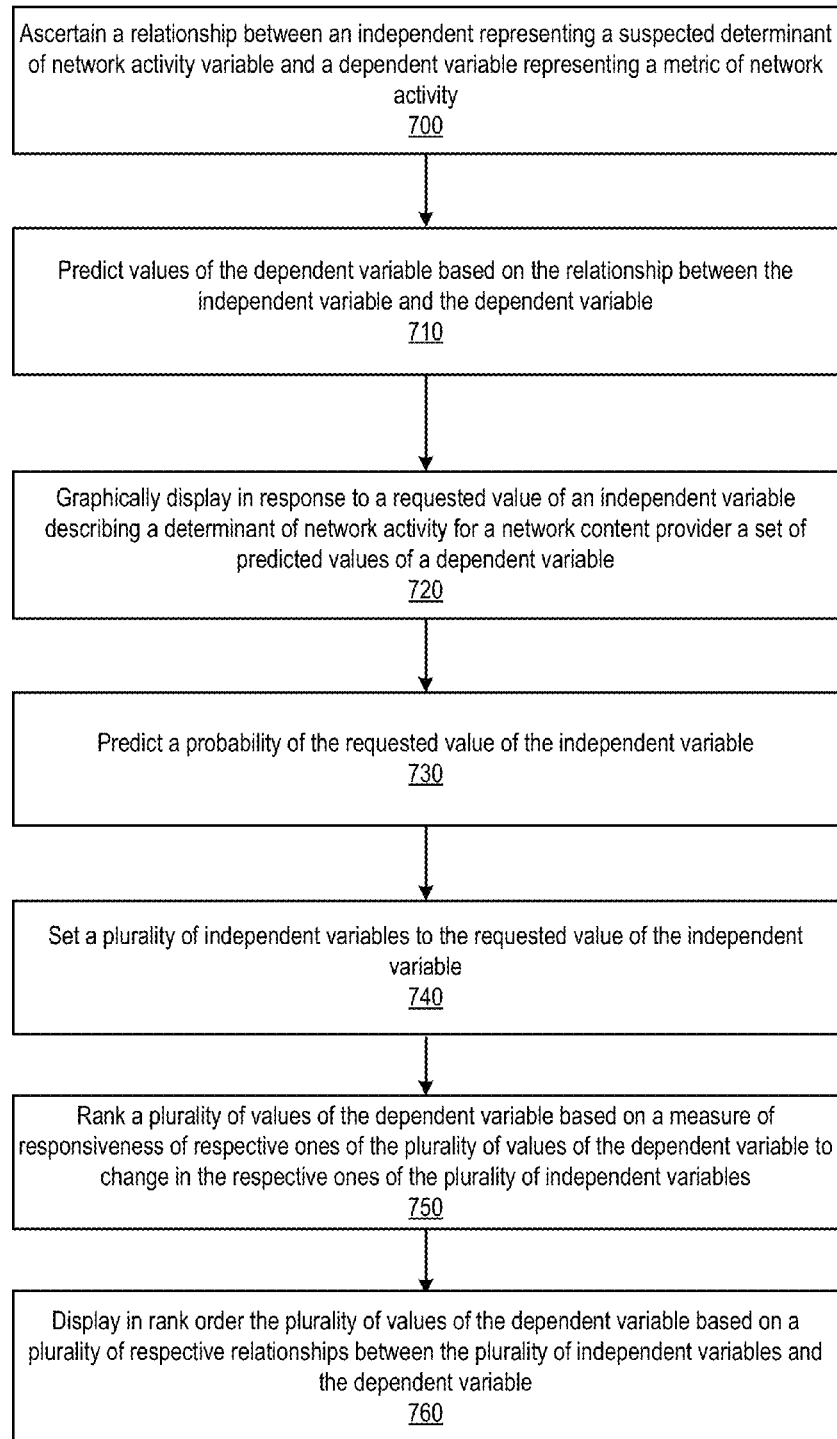 Ascertain a relationship between an independent representing a suspected determinant
of network activity variable and a dependent variable representing a metric of network
activity
700
Predict values of the dependent variable based on the relationship between the
independent variable and the dependent variable
710
Graphically display in response to a requested value of an independent variable
describing a determinant of network activity for a network content provider a set of
predicted values of a dependent variable
720
Predict a probability of the requested value of the independent variable
730
Set a plurality of independent variables to the requested value of the independent
variable
740
Rank a plurality of values of the dependent variable based on a measure of
responsiveness of respective ones of the plurality of values of the dependent variable to
change in the respective ones of the plurality of independent variables
750
Display in rank order the plurality of values of the dependent variable based on a
plurality of respective relationships between the plurality of independent variables and
the dependent variable
760